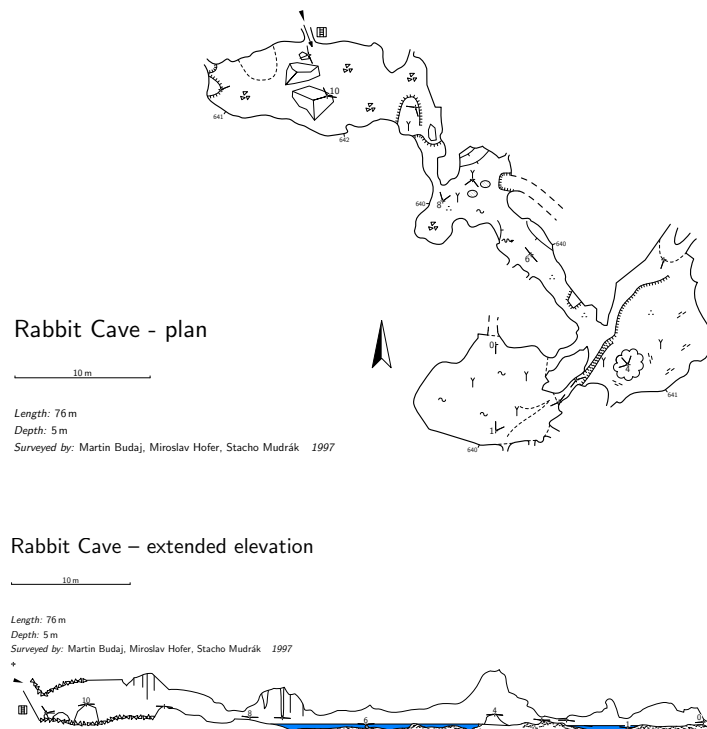 10
641
642
640
8
640
6
Rabbit Cave - plan
0
10 m
4
641
Length: 76 m
Depth: 5 m
1
Surveyed by: Martin Budaj, Miroslav Hofer, Stacho Mudrák 1997
640
Rabbit Cave – extended elevation
10 m
Length: 76 m
Depth: 5 m
Surveyed by: Martin Budaj, Miroslav Hofer, Stacho Mudrák 1997
10
8
6
4
1
0